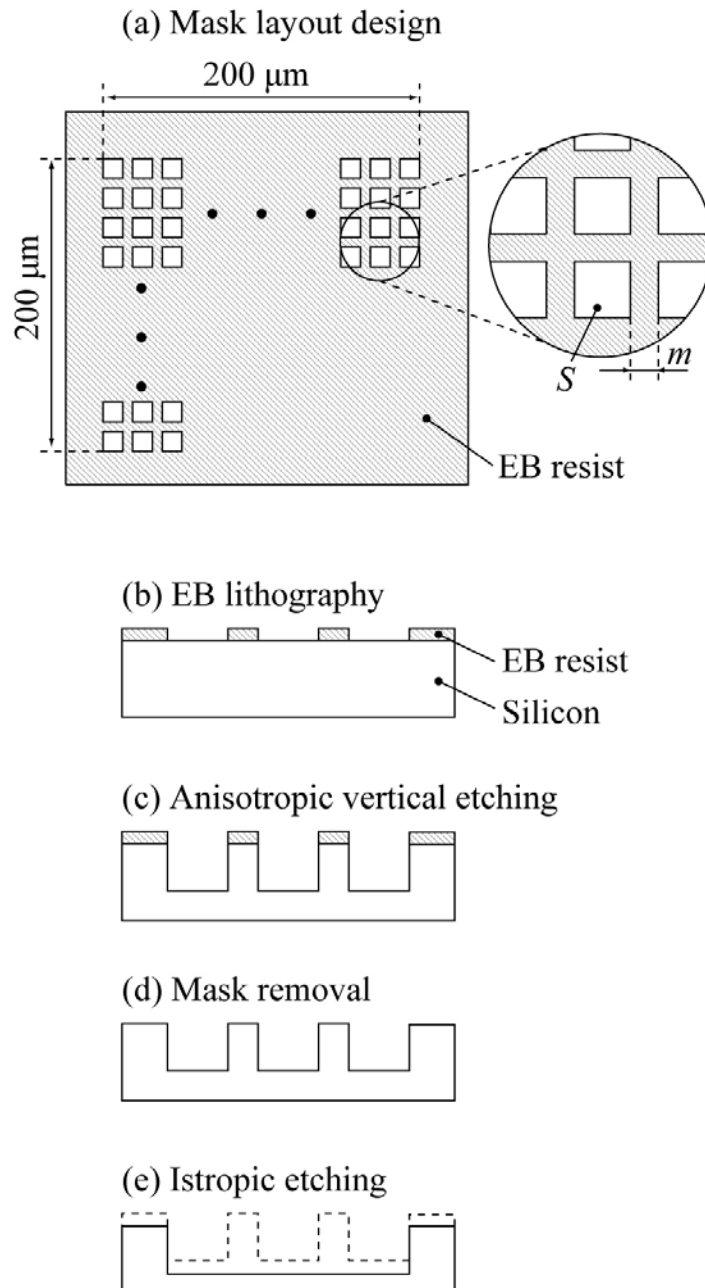 (a) Mask layout design
200 μm
200 μm
S
m
EB resist
(b) EB lithography
EB resist
Silicon
(c) Anisotropic vertical etching
(d) Mask removal
(e) Istropic etching